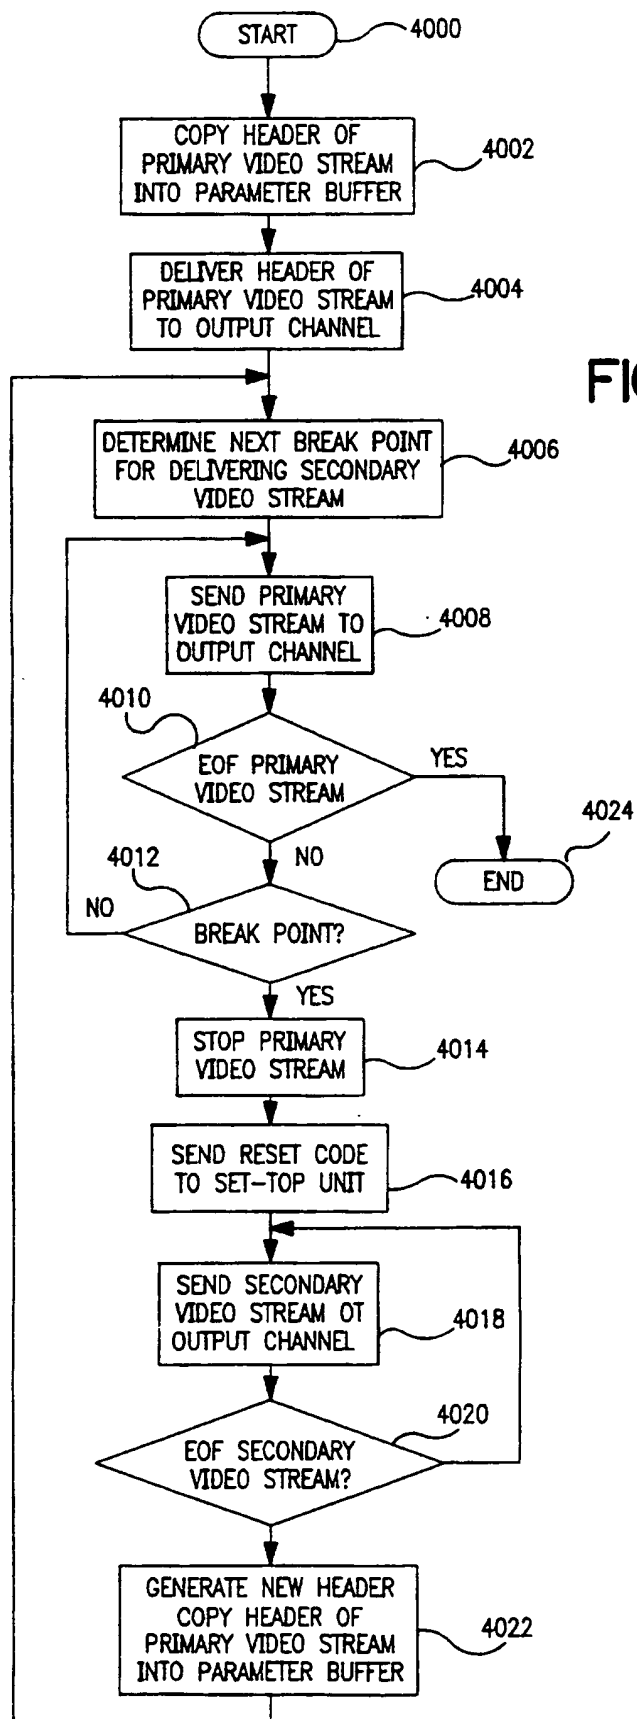 START
4000
COPY HEADER OF
PRIMARY VIDEO STREAM
INTO PARAMETER BUFFER
4002
DELIVER HEADER OF
PRIMARY VIDEO STREAM
TO OUTPUT CHANNEL
4004
FIG
DETERMINE NEXT BREAK POINT
FOR DELIVERING SECONDARY
VIDEO STREAM
4006
SEND PRIMARY
VIDEO STREAM TO
OUTPUT CHANNEL
4008
4010
EOF PRIMARY
VIDEO STREAM
YES
4024
END
NO
4012
NO
BREAK POINT?
YES
STOP PRIMARY
VIDEO STREAM
4014
SEND RESET CODE
TO SET-TOP UNIT
4016
SEND SECONDARY
VIDEO STREAM OT
OUTPUT CHANNEL
4018
4020
EOF SECONDARY
VIDEO STREAM?
GENERATE NEW HEADER
COPY HEADER OF
PRIMARY VIDEO STREAM
INTO PARAMETER BUFFER
4022